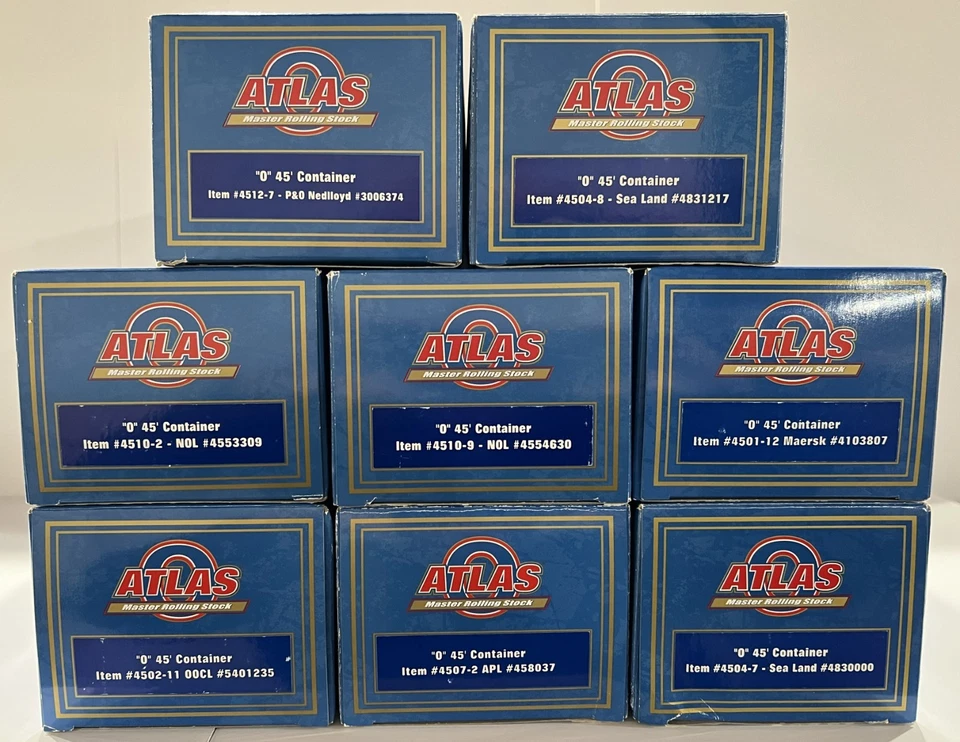 ATLAS
Master Rolling Stock
"O" 45' Container
Item #4512-7 - P&O Nedlloyd #3006374
ATLAS
Master Rolling Stock
"O" 45' Container
Item #4504-8 - Sea Land #4831217
ATLAS
Master Rolling Stock
"O" 45' Container
Item #4510-2 - NOL #4553309
ATLAS
Master Rolling Stock
"O" 45' Container
Item #4510-9 - NOL #4554630
ATLAS
Master Rolling Stock
"O" 45' Container
Item #4501-12 Maersk #4103807
ATLAS
Master Rolling Stock
"O" 45' Container
Item #4502-11 OOCL #5401235
ATLAS
Master Rolling Stock
"O" 45' Container
Item #4507-2 APL #458037
ATLAS
Master Rolling Stock
"O" 45' Container
Item #4504-7 - Sea Land #4830000